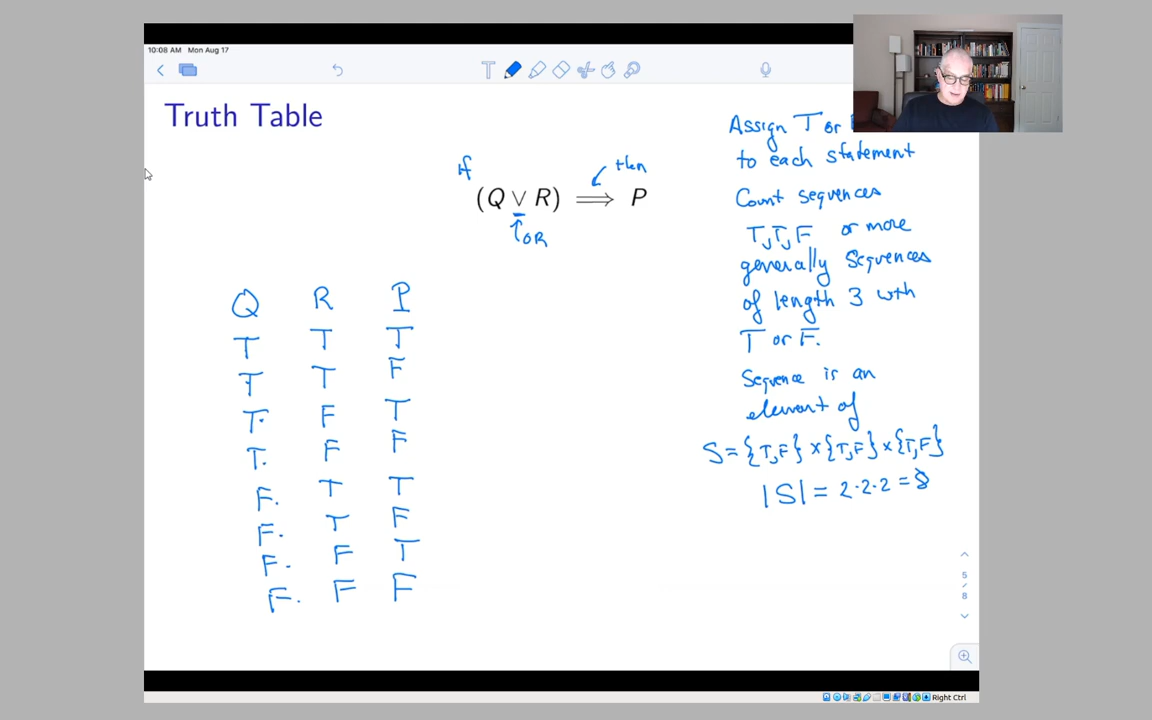 10:08 AM Mon Aug 17
Truth Table
If
then
(Q ∨ R) ⟹ P
OR
Q R P
T T T
T T F
T F T
T F F
F T T
F T F
F F T
F F F
Assign T or
to each statement
Count sequences
T, T, F or more
generally sequences
of length 3 wth
T or F.
Sequence is an
element of
S = {T,F} × {T,F} × {T,F}
|S| = 2·2·2 = 8
5
/
8
Right Ctrl